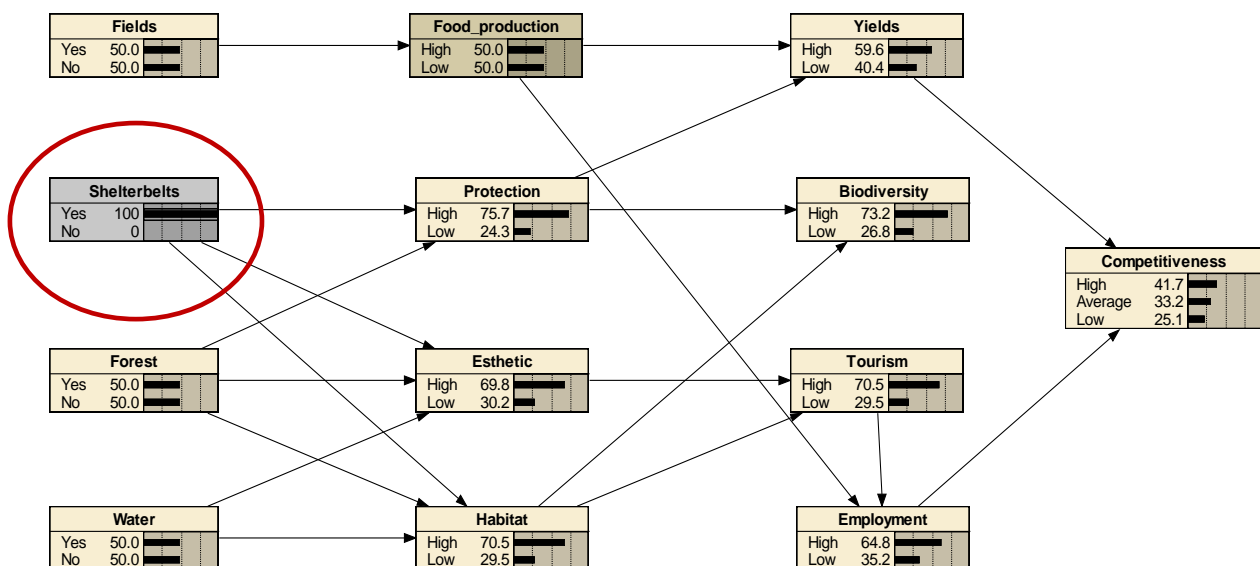 Fields
Yes 50.0
No 50.0
Food_production
High 50.0
Low 50.0
Yields
High 59.6
Low 40.4
Shelterbelts
Yes 100
No 0
Protection
High 75.7
Low 24.3
Biodiversity
High 73.2
Low 26.8
Competitiveness
High 41.7
Average 33.2
Low 25.1
Forest
Yes 50.0
No 50.0
Esthetic
High 69.8
Low 30.2
Tourism
High 70.5
Low 29.5
Water
Yes 50.0
No 50.0
Habitat
High 70.5
Low 29.5
Employment
High 64.8
Low 35.2